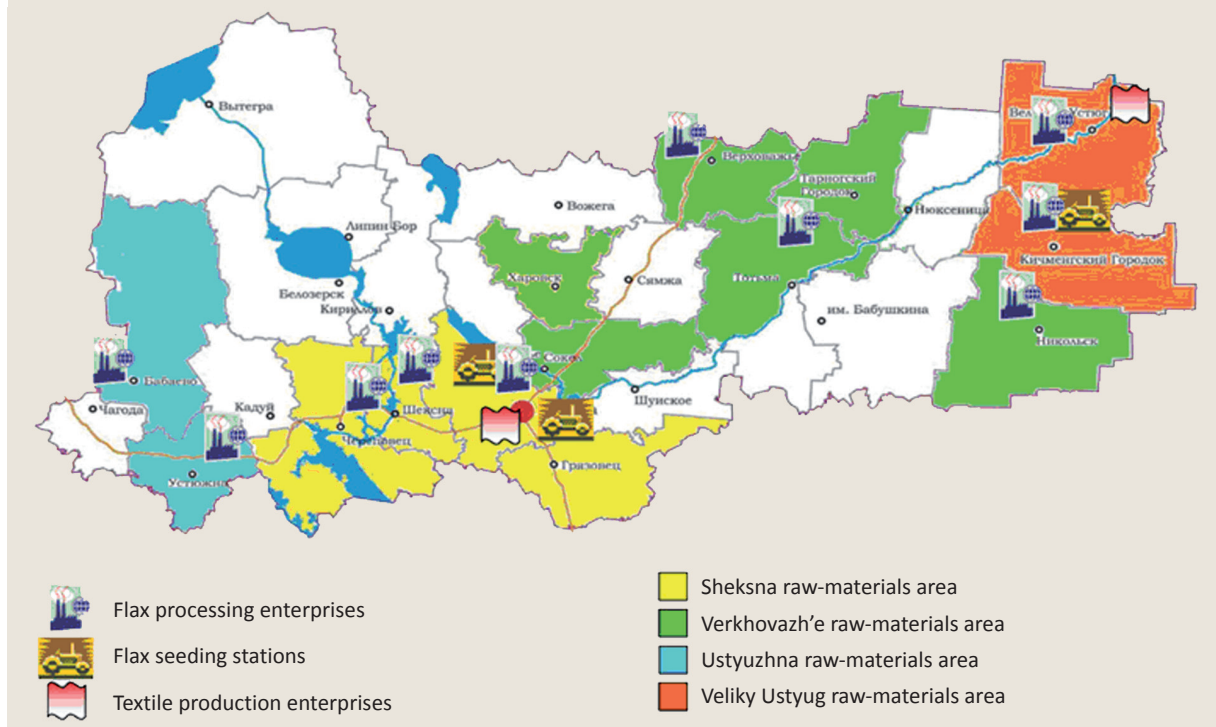 Вытегра
Верховажье
Тарногский
Городок
Вожега
Нюксеница
Липин Бор
Кичменгский Городок
Харовск
Сямжа
Белозерск
Тотьма
Кириллов
им. Бабушкина
Никольск
Сокол
Бабаево
Чагода
Кадуй
Шексна
Шуйское
Череповец
Грязовец
Устюжна
Устюг
Flax processing enterprises
Flax seeding stations
Textile production enterprises
Sheksna raw-materials area
Verkhovazh’e raw-materials area
Ustyuzhna raw-materials area
Veliky Ustyug raw-materials area